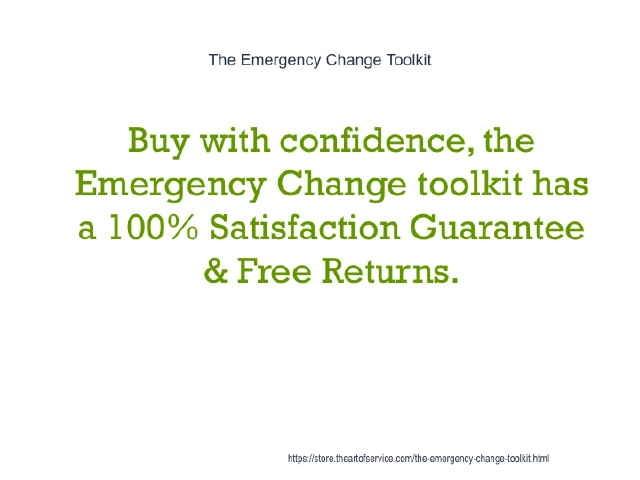 The Emergency Change Toolkit
Buy with confidence, the
Emergency Change toolkit has
a 100% Satisfaction Guarantee
& Free Returns.
https://store.theartofservice.com/the-emergency-change-toolkit.html